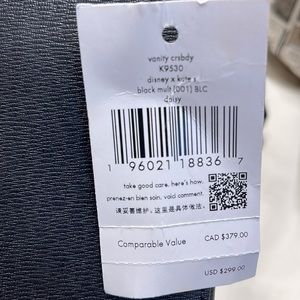 vanity crsbdy
K9530
disney x kate s
black mult (001) BLC
daisy
1 96021 18836 7
take good care. here's how.
prenez-en bien soin. voici comment.
请妥善维护。这里是具体做法。
Comparable Value CAD $379.00
USD $299.00